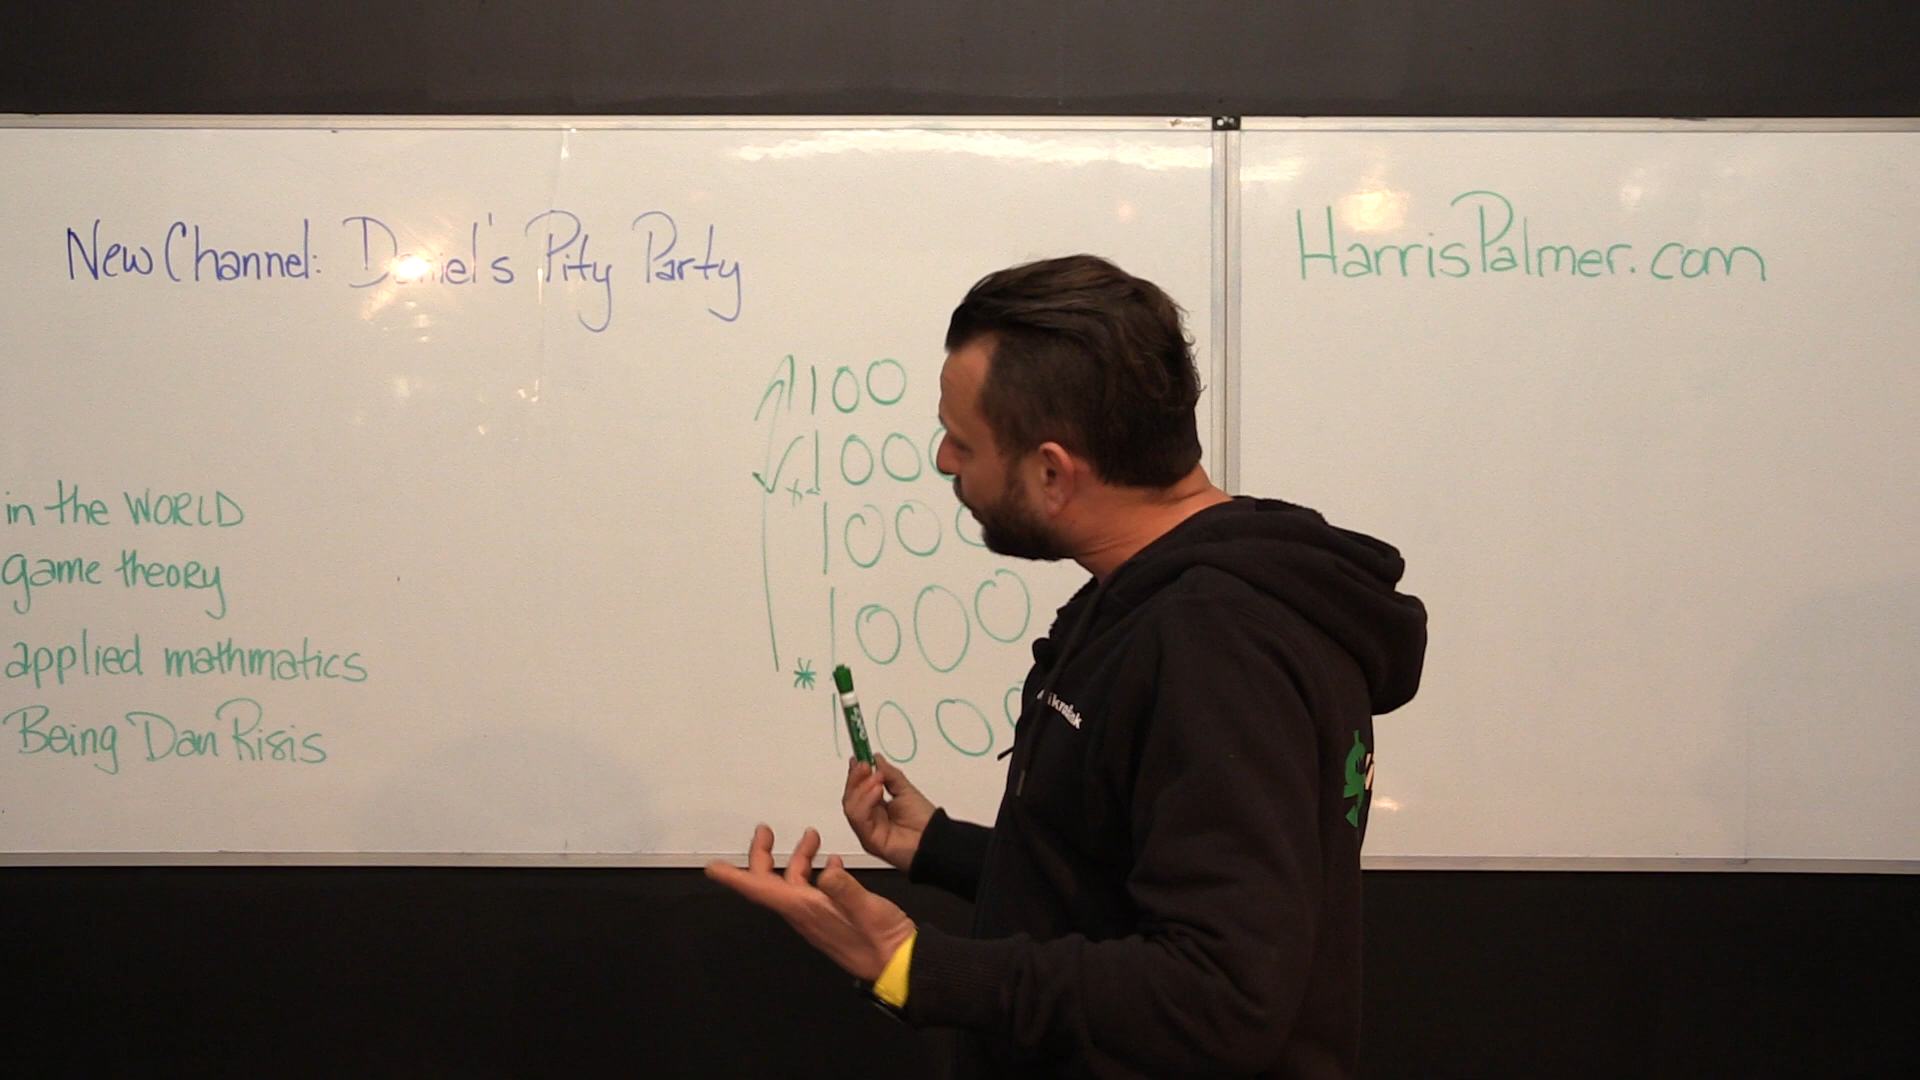 New Channel: Daniel's Pity Party
HarrisPalmer.com
100
1000
1000
1000
* 1000
in the WORLD
game theory
applied mathmatics
Being Dan Risis